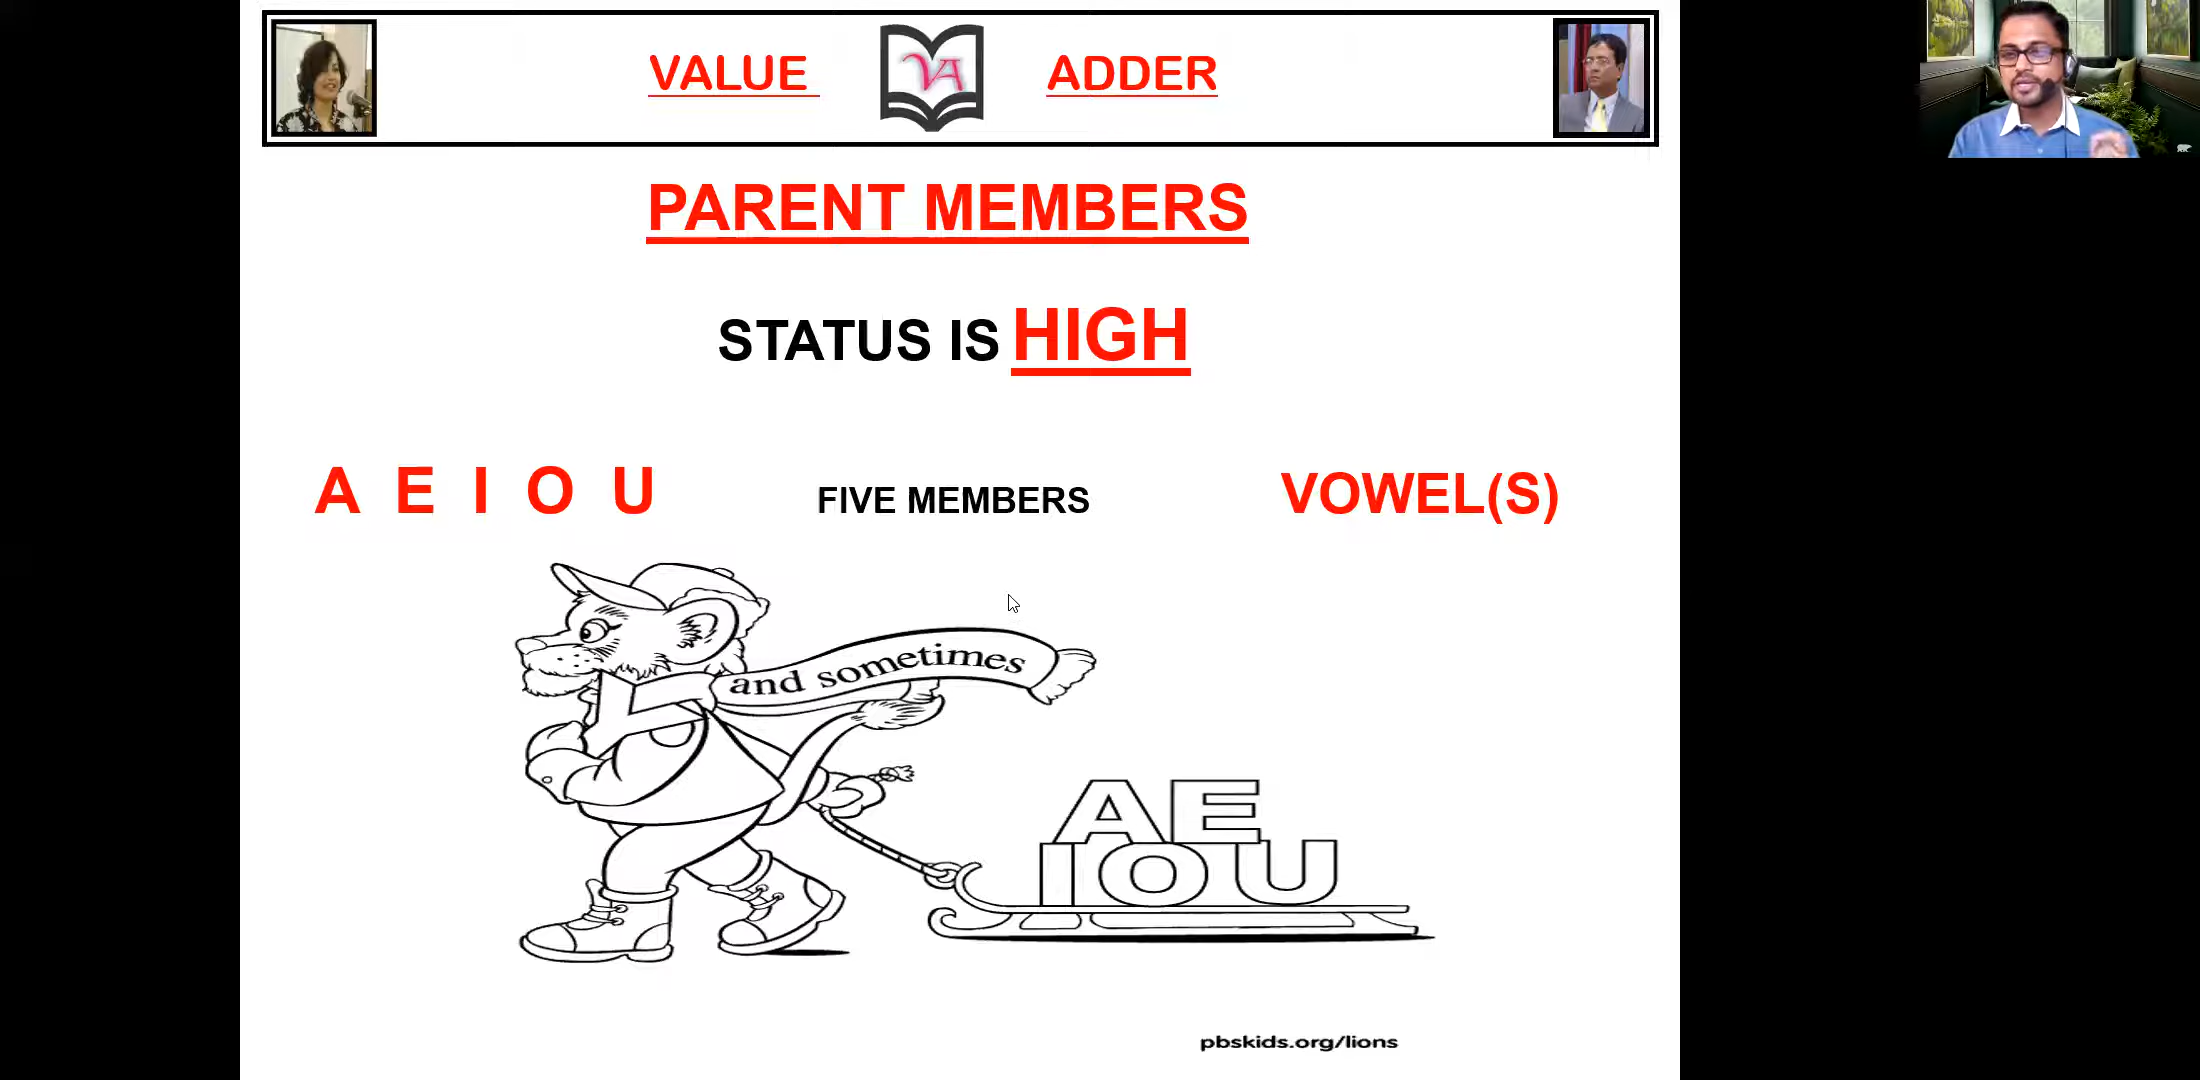 VALUE VA ADDER
PARENT MEMBERS
STATUS IS HIGH
A E I O U FIVE MEMBERS VOWEL(S)
Y
and sometimes
AE
IOU
pbskids.org/lions